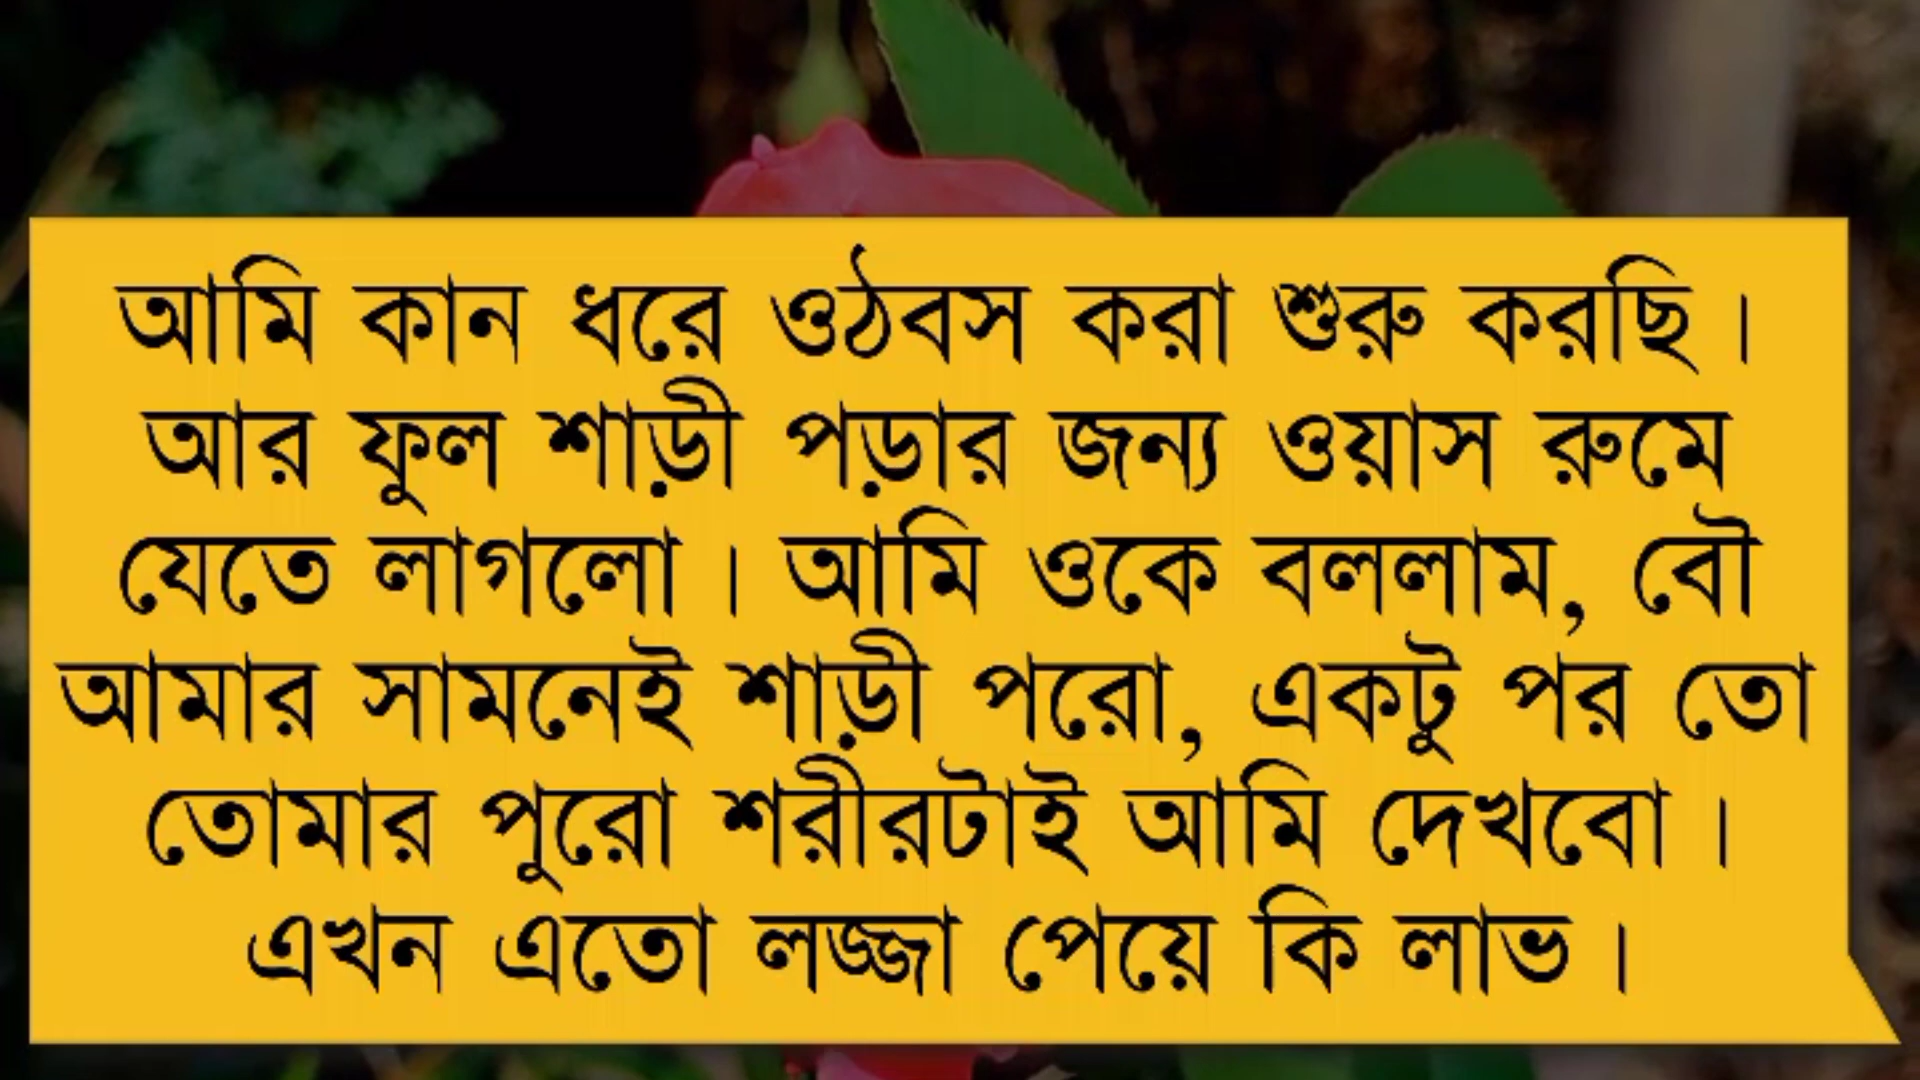 আমি কান ধরে ওঠবস করা শুরু করছি।
আর ফুল শাড়ী পড়ার জন্য ওয়াস রুমে
যেতে লাগলো। আমি ওকে বললাম, বৌ
আমার সামনেই শাড়ী পরো, একটু পর তো
তোমার পুরো শরীরটাই আমি দেখবো।
এখন এতো লজ্জা পেয়ে কি লাভ।